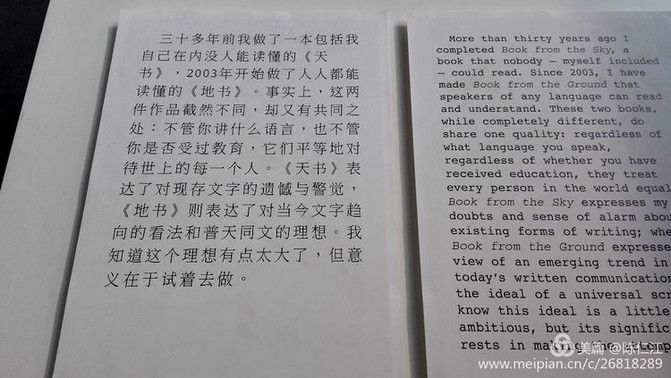 三十多年前我做了一本包括我
自己在内没人能读懂的《天
书》，2003年开始做了人人都能
读懂的《地书》。事实上，这两
件作品截然不同，却又有共同之
处：不管你讲什么语言，也不管
你是否受过教育，它们平等地对
待世上的每一个人。《天书》表
达了对现存文字的遗憾与警觉，
《地书》则表达了对当今文字趋
向的看法和普天同文的理想。我
知道这个理想有点太大了，但意
义在于试着去做。
More than thirty years ago I
completed Book from the Sky, a
book that nobody — myself included
— could read. Since 2003, I have
made Book from the Ground that
speakers of any language can read
and understand. These two books,
while completely different, do
share one quality: regardless of
what language you speak,
regardless of whether you have
received education, they treat
every person in the world equal
Book from the Sky expresses my
doubts and sense of alarm abou
existing forms of writing; whe
Book from the Ground expresse
view of an emerging trend in
today's written communication
the ideal of a universal scr
know this ideal is a little
ambitious, but its signific
rests in making the
美篇 @陈仁江
www.meipian.cn/c/26818289